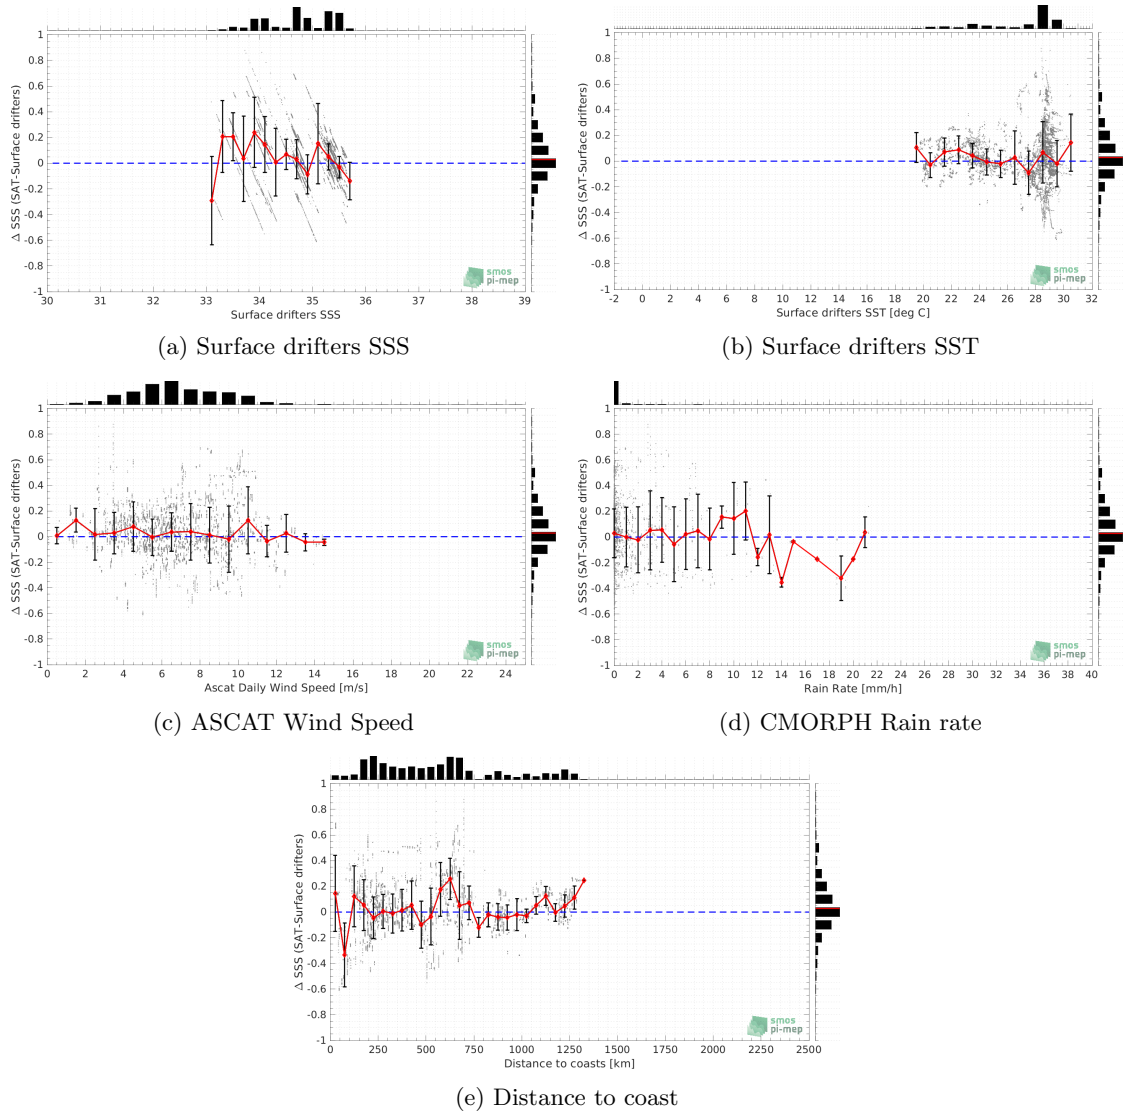 1
0.8
0.6
0.4
0.2
0
-0.2
-0.4
-0.6
-0.8
-1
Δ SSS (SAT-Surface drifters)
30 31 32 33 34 35 36 37 38 39
Surface drifters SSS
smos
pi-mep
(a) Surface drifters SSS
1
0.8
0.6
0.4
0.2
0
-0.2
-0.4
-0.6
-0.8
-1
Δ SSS (SAT-Surface drifters)
-2 0 2 4 6 8 10 12 14 16 18 20 22 24 26 28 30 32
Surface drifters SST [deg C]
smos
pi-mep
(b) Surface drifters SST
1
0.8
0.6
0.4
0.2
0
-0.2
-0.4
-0.6
-0.8
-1
Δ SSS (SAT-Surface drifters)
0 2 4 6 8 10 12 14 16 18 20 22 24
Ascat Daily Wind Speed [m/s]
smos
pi-mep
(c) ASCAT Wind Speed
1
0.8
0.6
0.4
0.2
0
-0.2
-0.4
-0.6
-0.8
-1
Δ SSS (SAT-Surface drifters)
0 2 4 6 8 10 12 14 16 18 20 22 24 26 28 30 32 34 36 38 40
Rain Rate [mm/h]
smos
pi-mep
(d) CMORPH Rain rate
1
0.8
0.6
0.4
0.2
0
-0.2
-0.4
-0.6
-0.8
-1
Δ SSS (SAT-Surface drifters)
0 250 500 750 1000 1250 1500 1750 2000 2250 2500
Distance to coasts [km]
smos
pi-mep
(e) Distance to coast